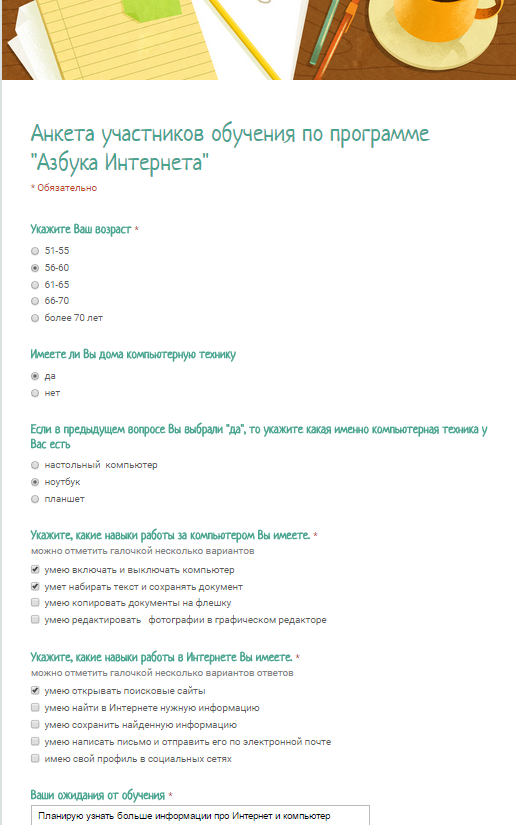 Анкета участников обучения по программе
"Азбука Интернета"
* Обязательно
Укажите Ваш возраст *
51-55
56-60
61-65
66-70
более 70 лет
Имеете ли Вы дома компьютерную технику
да
нет
Если в предыдущем вопросе Вы выбрали "да", то укажите какая именно компьютерная техника у
Вас есть
настольный компьютер
ноутбук
планшет
Укажите, какие навыки работы за компьютером Вы имеете. *
можно отметить галочкой несколько вариантов
умею включать и выключать компьютер
умет набирать текст и сохранять документ
умею копировать документы на флешку
умею редактировать фотографии в графическом редакторе
Укажите, какие навыки работы в Интернете Вы имеете. *
можно отметить галочкой несколько вариантов ответов
умею открывать поисковые сайты
умею найти в Интернете нужную информацию
умею сохранить найденную информацию
умею написать письмо и отправить его по электронной почте
имею свой профиль в социальных сетях
Ваши ожидания от обучения *
Планирую узнать больше информации про Интернет и компьютер